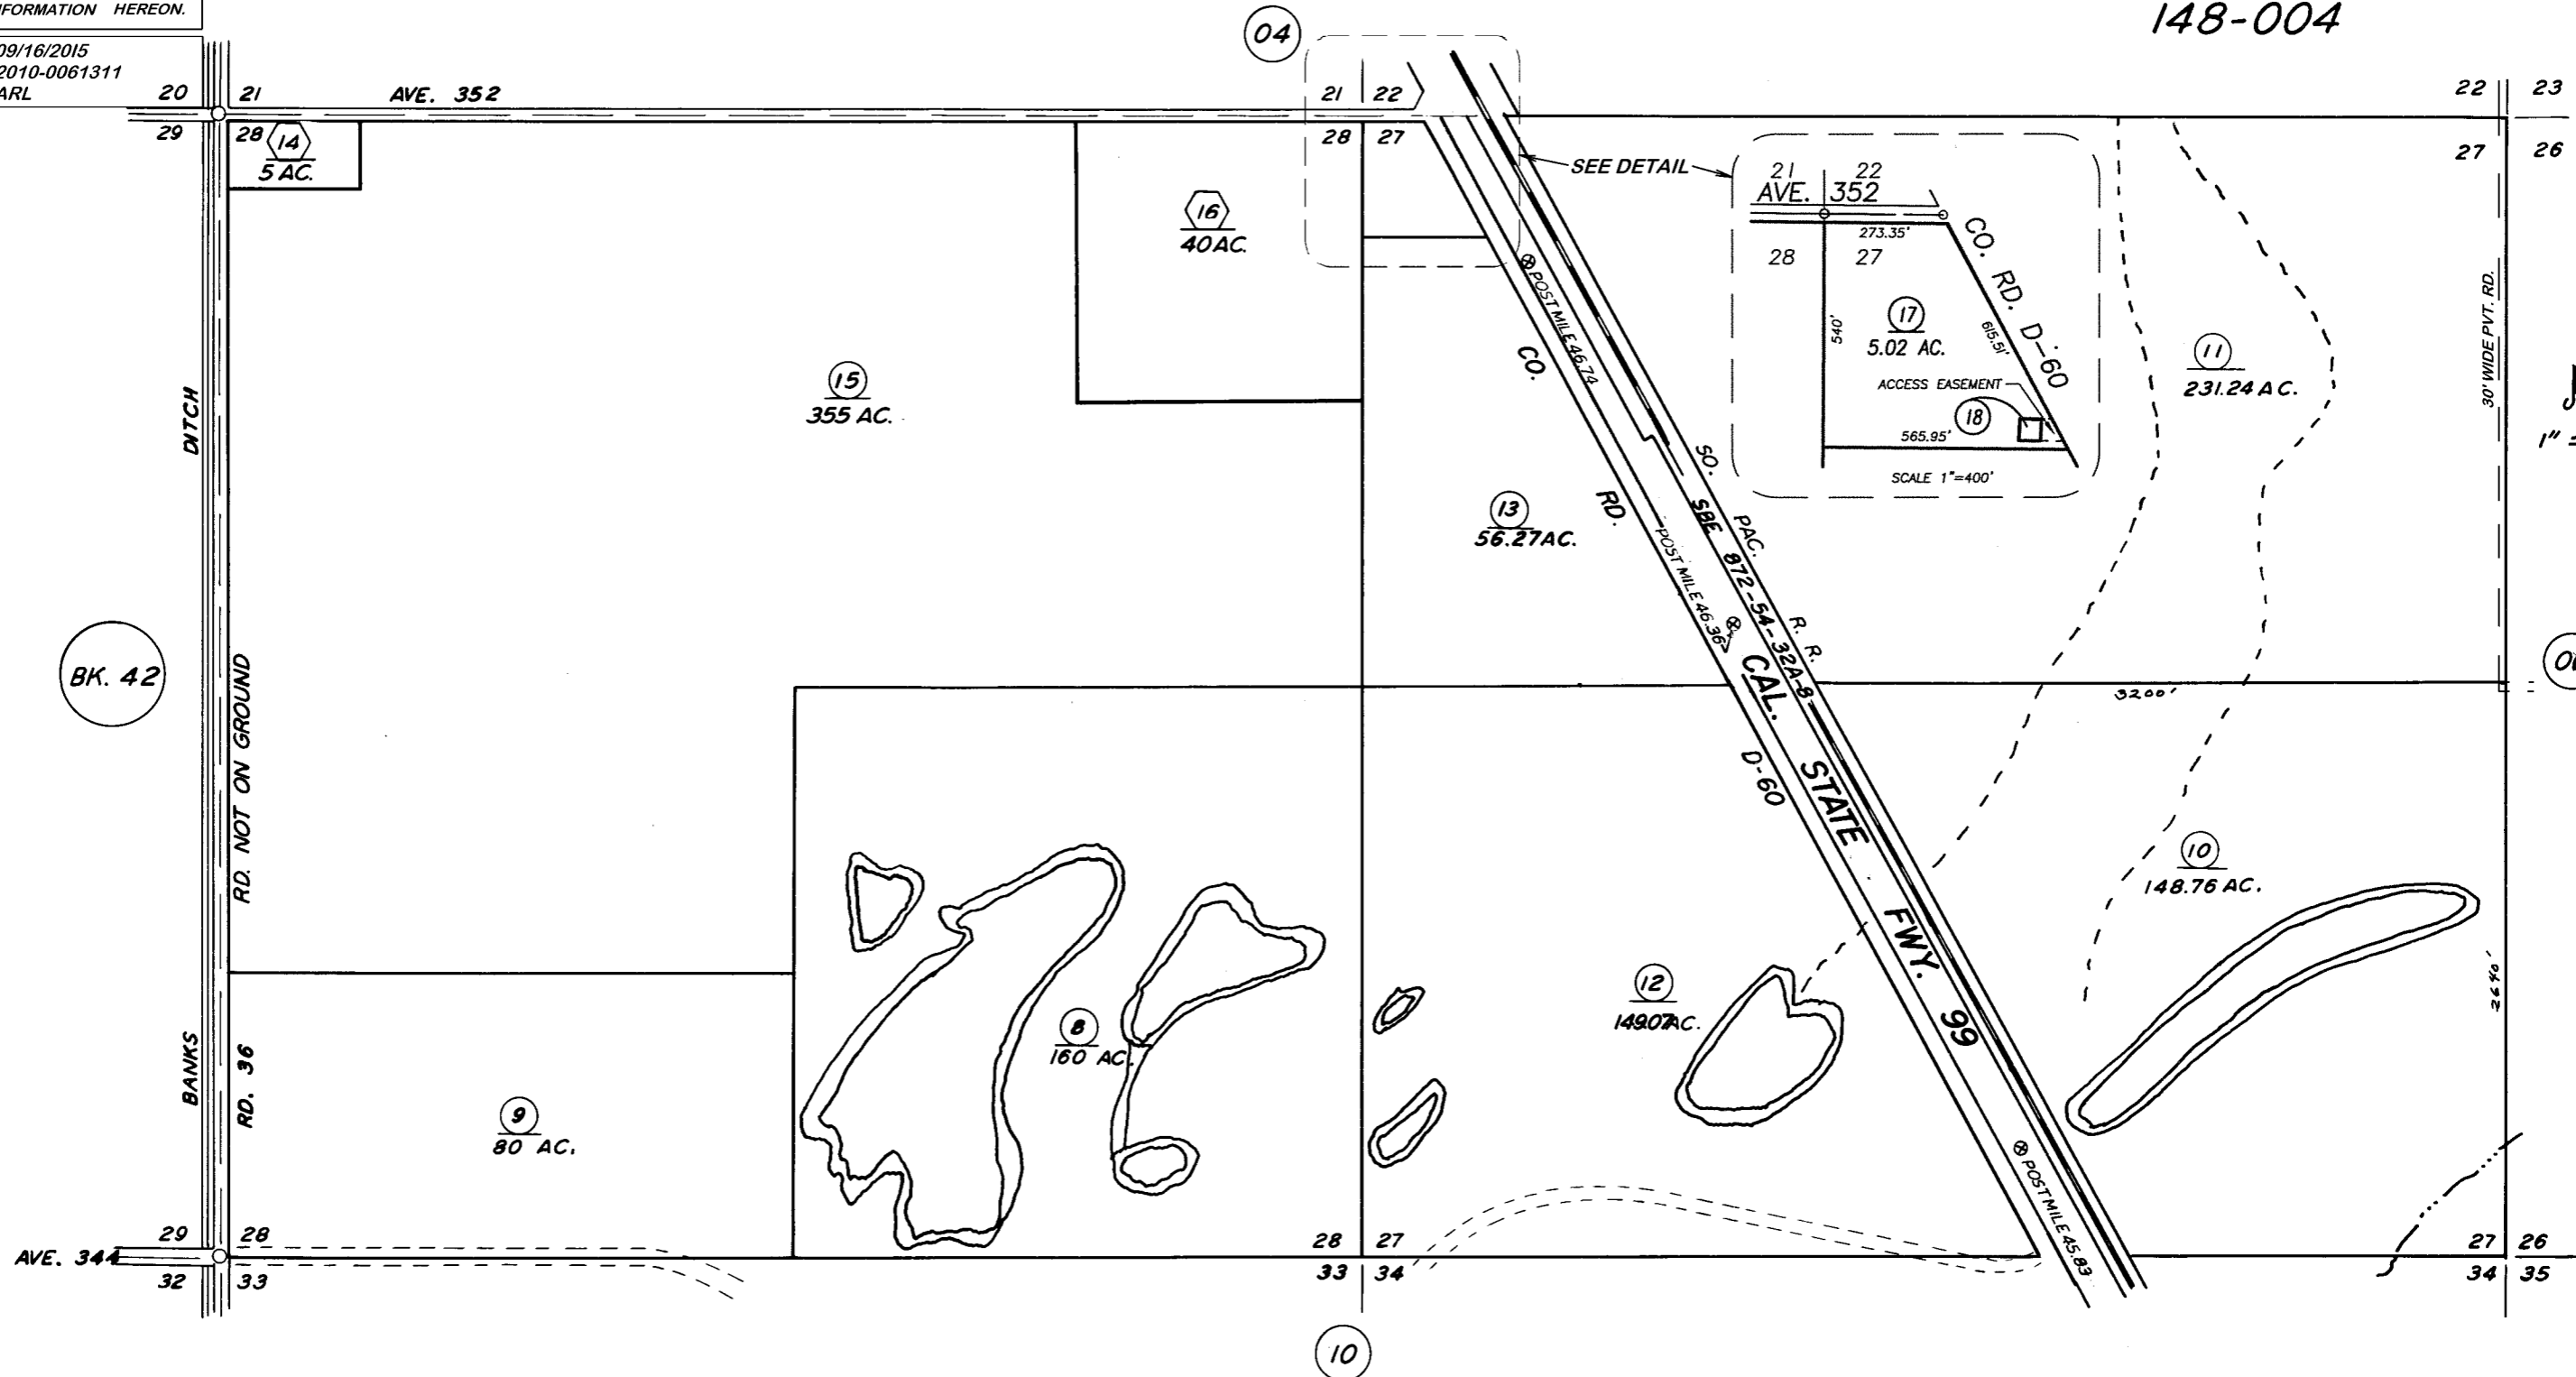 INFORMATION HEREON.
09/16/2015
2010-0061311
ARL
148-004
04
20 21
AVE. 352
21 22
22 23
29 28
14
5 AC.
28 27
27 26
16
40 AC.
SEE DETAIL
21 22
AVE. 352
273.35'
28 27
CO. RD. D-60
17
5.02 AC.
540'
615.51'
ACCESS EASEMENT
18
565.95'
SCALE 1"=400'
11
231.24 AC.
30' WIDE PVT. RD.
1" =
POST MILE 46.74
15
355 AC.
DITCH
CO. RD. D-60
13
56.27 AC.
SO. PAC. R. R.
SBE 872-54-32A-8
POST MILE 46.36
CAL. STATE FWY. 99
BK. 42
RD. NOT ON GROUND
3200'
10
148.76 AC.
2640'
12
149.07 AC.
8
160 AC.
BANKS
RD. 36
9
80 AC.
POST MILE 45.83
29 28
28 27
27 26
AVE. 344
32 33
33 34
34 35
10